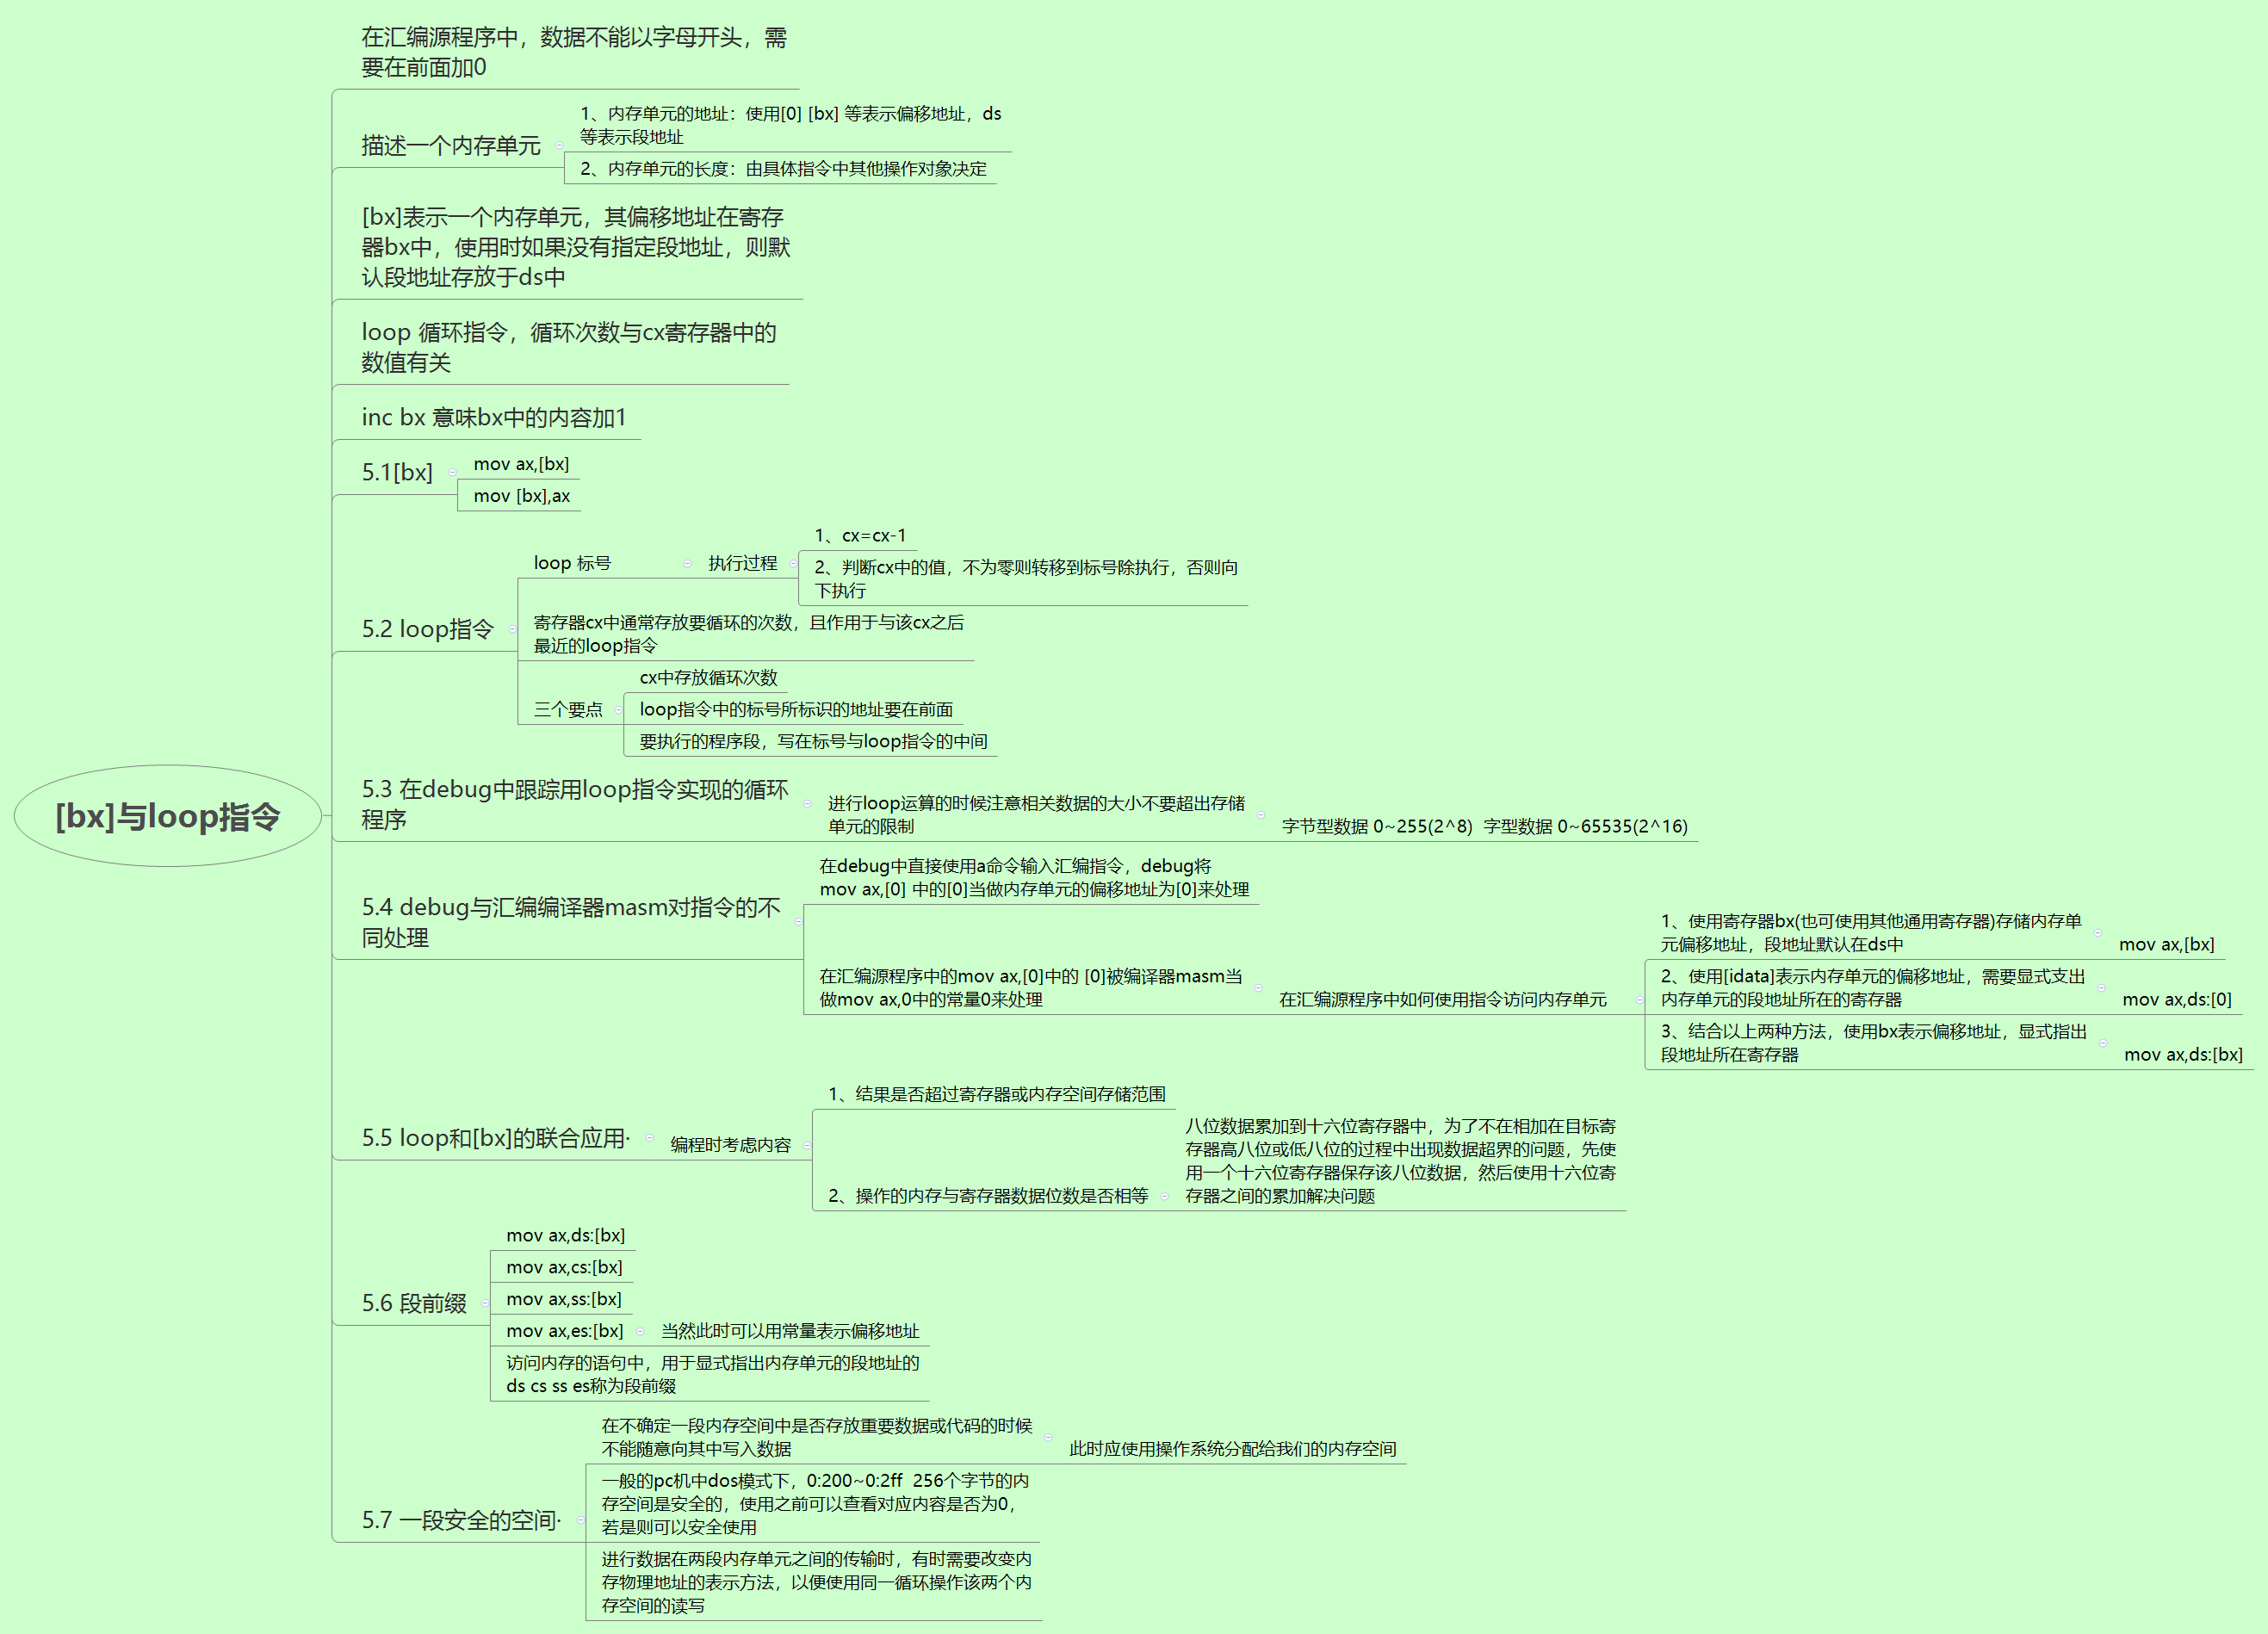 在汇编源程序中，数据不能以字母开头，需
要在前面加0
描述一个内存单元
1、内存单元的地址：使用[0] [bx] 等表示偏移地址，ds
等表示段地址
2、内存单元的长度：由具体指令中其他操作对象决定
[bx]表示一个内存单元，其偏移地址在寄存
器bx中，使用时如果没有指定段地址，则默
认段地址存放于ds中
loop 循环指令，循环次数与cx寄存器中的
数值有关
inc bx 意味bx中的内容加1
5.1[bx]
mov ax,[bx]
mov [bx],ax
5.2 loop指令
loop 标号
执行过程
1、cx=cx-1
2、判断cx中的值，不为零则转移到标号除执行，否则向
下执行
寄存器cx中通常存放要循环的次数，且作用于与该cx之后
最近的loop指令
三个要点
cx中存放循环次数
loop指令中的标号所标识的地址要在前面
要执行的程序段，写在标号与loop指令的中间
[bx]与loop指令
5.3 在debug中跟踪用loop指令实现的循环
程序
进行loop运算的时候注意相关数据的大小不要超出存储
单元的限制
字节型数据 0~255(2^8)  字型数据 0~65535(2^16)
5.4 debug与汇编编译器masm对指令的不
同处理
在debug中直接使用a命令输入汇编指令，debug将
mov ax,[0] 中的[0]当做内存单元的偏移地址为[0]来处理
在汇编源程序中的mov ax,[0]中的 [0]被编译器masm当
做mov ax,0中的常量0来处理
在汇编源程序中如何使用指令访问内存单元
1、使用寄存器bx(也可使用其他通用寄存器)存储内存单
元偏移地址，段地址默认在ds中
mov ax,[bx]
2、使用[idata]表示内存单元的偏移地址，需要显式支出
内存单元的段地址所在的寄存器
mov ax,ds:[0]
3、结合以上两种方法，使用bx表示偏移地址，显式指出
段地址所在寄存器
mov ax,ds:[bx]
5.5 loop和[bx]的联合应用·
编程时考虑内容
1、结果是否超过寄存器或内存空间存储范围
2、操作的内存与寄存器数据位数是否相等
八位数据累加到十六位寄存器中，为了不在相加在目标寄
存器高八位或低八位的过程中出现数据超界的问题，先使
用一个十六位寄存器保存该八位数据，然后使用十六位寄
存器之间的累加解决问题
5.6 段前缀
mov ax,ds:[bx]
mov ax,cs:[bx]
mov ax,ss:[bx]
mov ax,es:[bx]
当然此时可以用常量表示偏移地址
访问内存的语句中，用于显式指出内存单元的段地址的
ds cs ss es称为段前缀
5.7 一段安全的空间·
在不确定一段内存空间中是否存放重要数据或代码的时候
不能随意向其中写入数据
此时应使用操作系统分配给我们的内存空间
一般的pc机中dos模式下，0:200~0:2ff  256个字节的内
存空间是安全的，使用之前可以查看对应内容是否为0，
若是则可以安全使用
进行数据在两段内存单元之间的传输时，有时需要改变内
存物理地址的表示方法，以便使用同一循环操作该两个内
存空间的读写